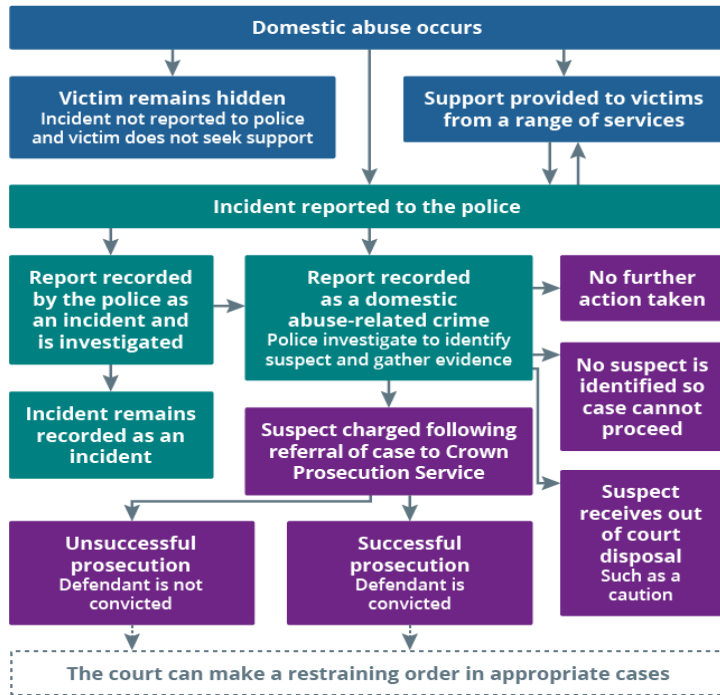 Domestic abuse occurs
Victim remains hidden
Incident not reported to police
and victim does not seek support
Support provided to victims
from a range of services
Incident reported to the police
Report recorded
by the police as
an incident and
is investigated
Report recorded
as a domestic
abuse-related crime
Police investigate to identify
suspect and gather evidence
No further
action taken
No suspect is
identified so
case cannot
proceed
Incident remains
recorded as an
incident
Suspect charged following
referral of case to Crown
Prosecution Service
Suspect
receives out
of court
disposal
Such as a
caution
Unsuccessful
prosecution
Defendant is not
convicted
Successful
prosecution
Defendant is
convicted
The court can make a restraining order in appropriate cases